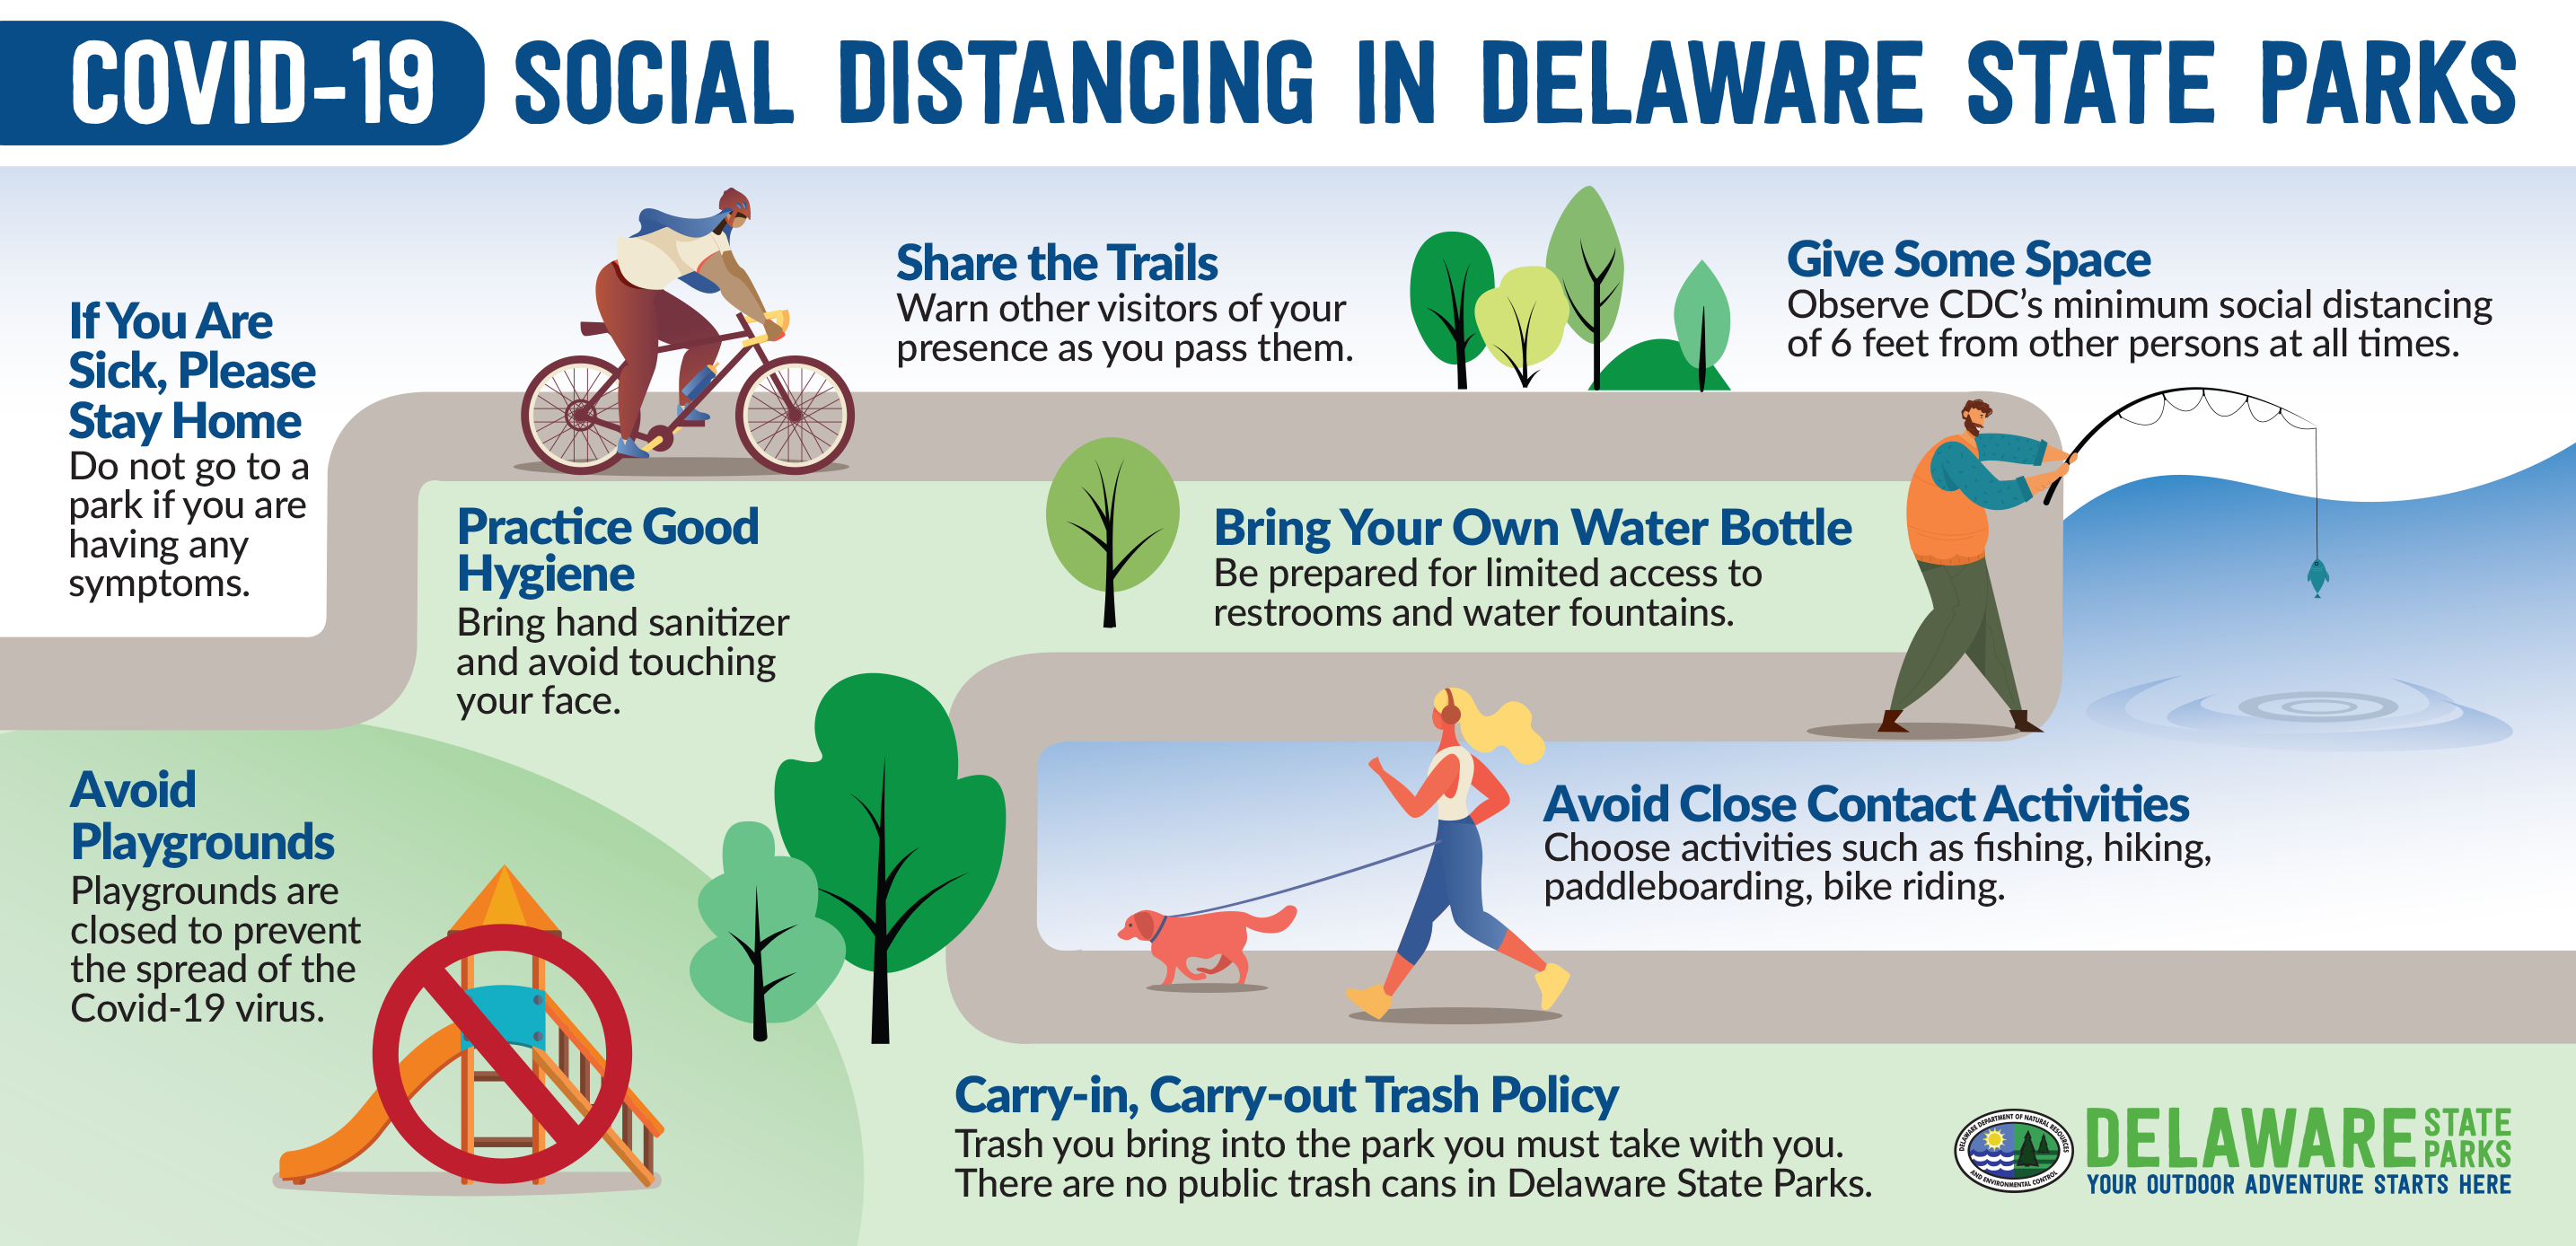 COVID-19 SOCIAL DISTANCING IN DELAWARE STATE PARKS
If You Are
Sick, Please
Stay Home
Do not go to a
park if you are
having any
symptoms.
Share the Trails
Warn other visitors of your
presence as you pass them.
Give Some Space
Observe CDC's minimum social distancing
of 6 feet from other persons at all times.
Practice Good
Hygiene
Bring hand sanitizer
and avoid touching
your face.
Bring Your Own Water Bottle
Be prepared for limited access to
restrooms and water fountains.
Avoid
Playgrounds
Playgrounds are
closed to prevent
the spread of the
Covid-19 virus.
Avoid Close Contact Activities
Choose activities such as fishing, hiking,
paddleboarding, bike riding.
Carry-in, Carry-out Trash Policy
Trash you bring into the park you must take with you.
There are no public trash cans in Delaware State Parks.
DELAWARE DEPARTMENT OF NATURAL RESOURCES
AND ENVIRONMENTAL CONTROL
DELAWARE STATE
PARKS
YOUR OUTDOOR ADVENTURE STARTS HERE